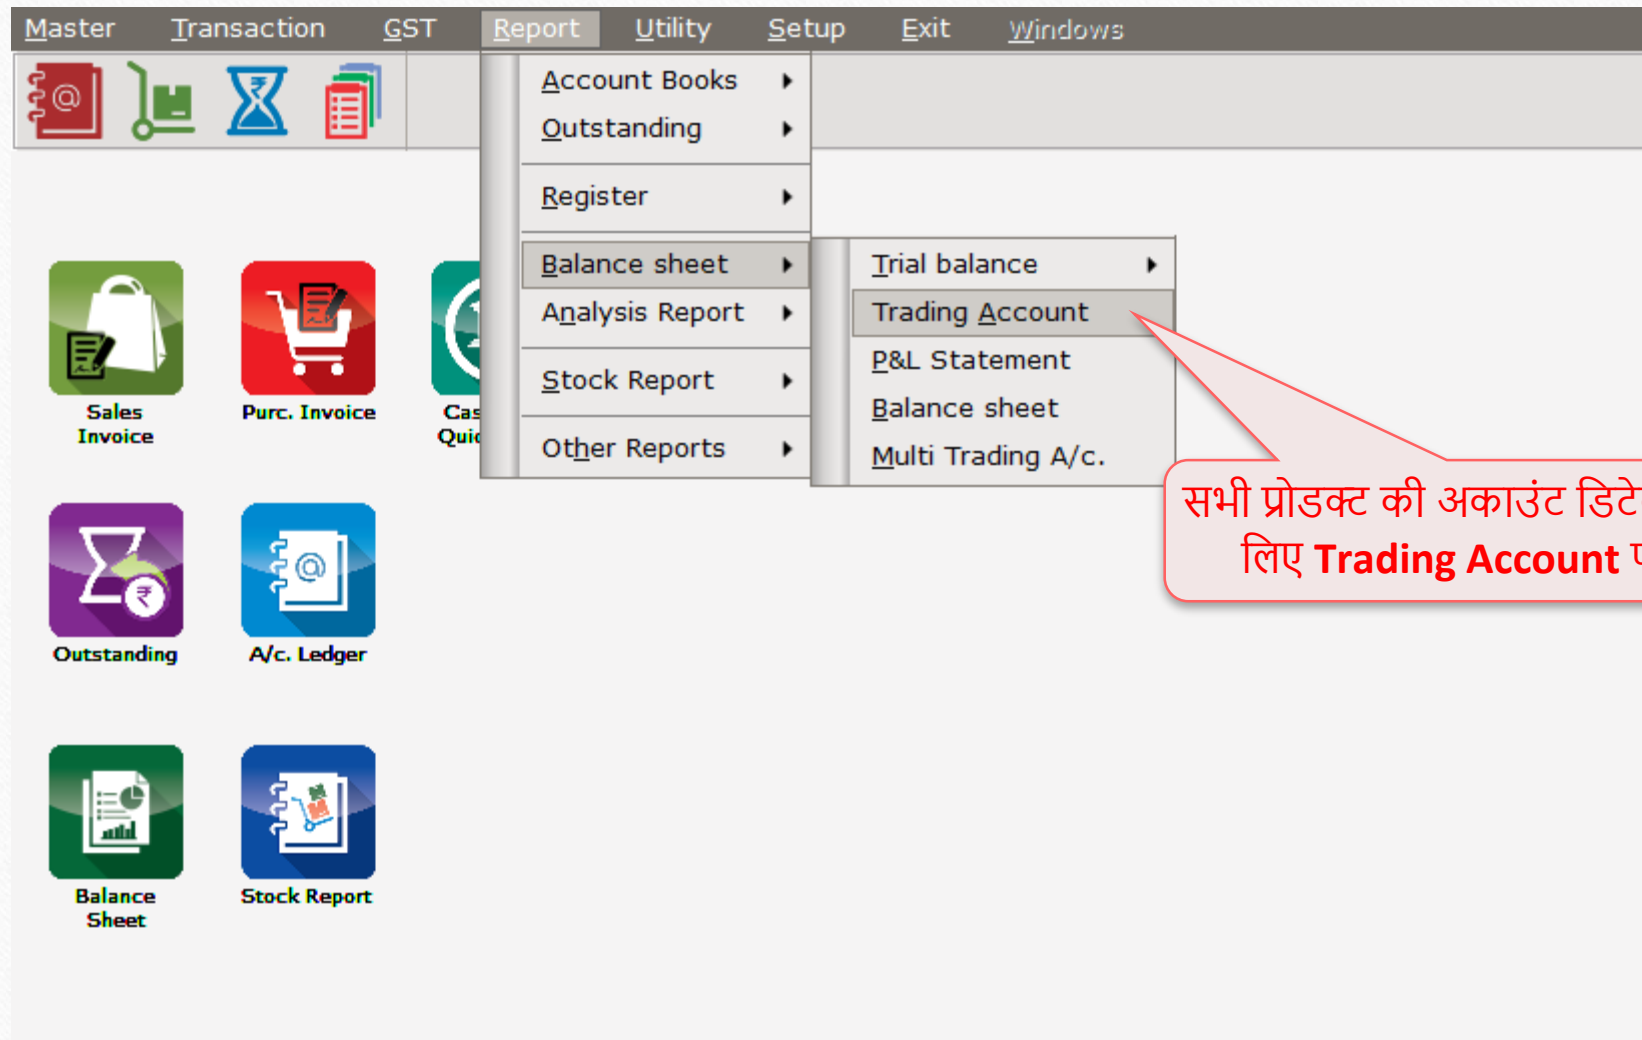 Master Transaction GST Report Utility Setup Exit Windows
Account Books
Outstanding
Register
Balance sheet
Analysis Report
Stock Report
Other Reports
Trial balance
Trading Account
P&L Statement
Balance sheet
Multi Trading A/c.
सभी प्रोडक्ट की अकाउंट
लिए Trading Account
Sales
Invoice
Purc. Invoice
Outstanding
A/c. Ledger
Balance
Sheet
Stock Report